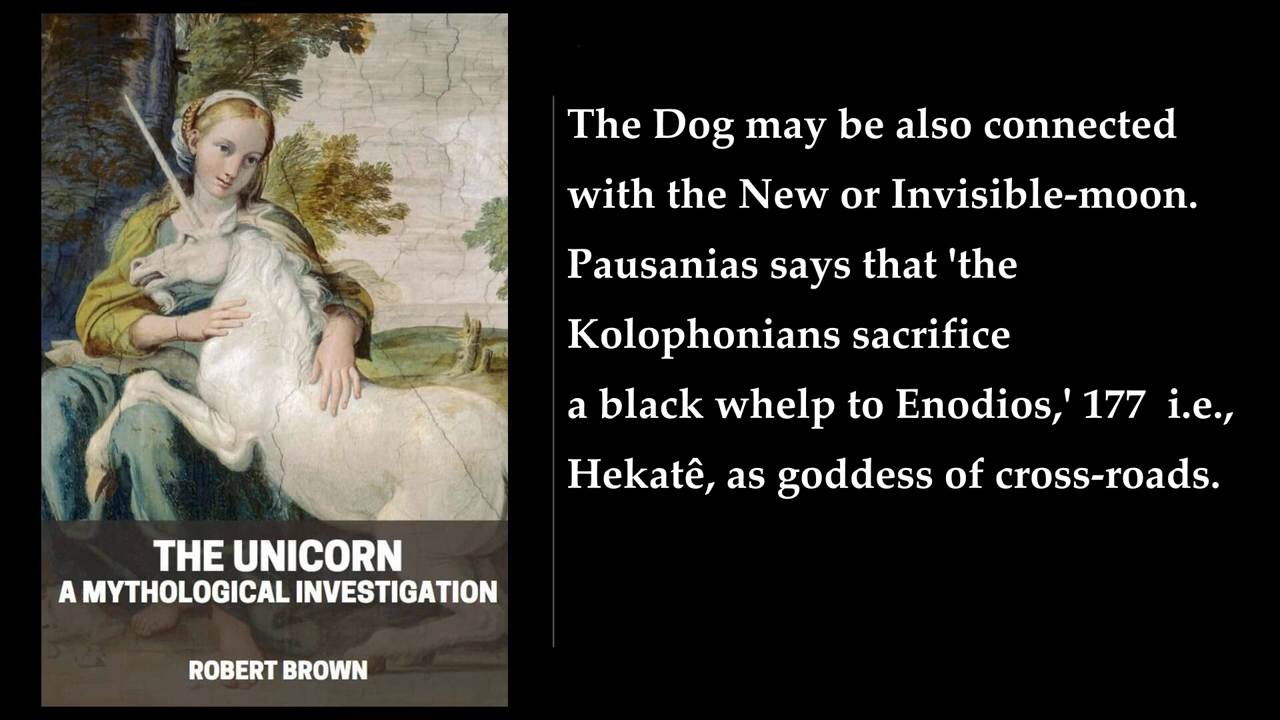 The Dog may be also connected
with the New or Invisible-moon.
Pausanias says that 'the
Kolophonians sacrifice
a black whelp to Enodios,' 177  i.e.,
Hekatê, as goddess of cross-roads.
THE UNICORN
A MYTHOLOGICAL INVESTIGATION
ROBERT BROWN